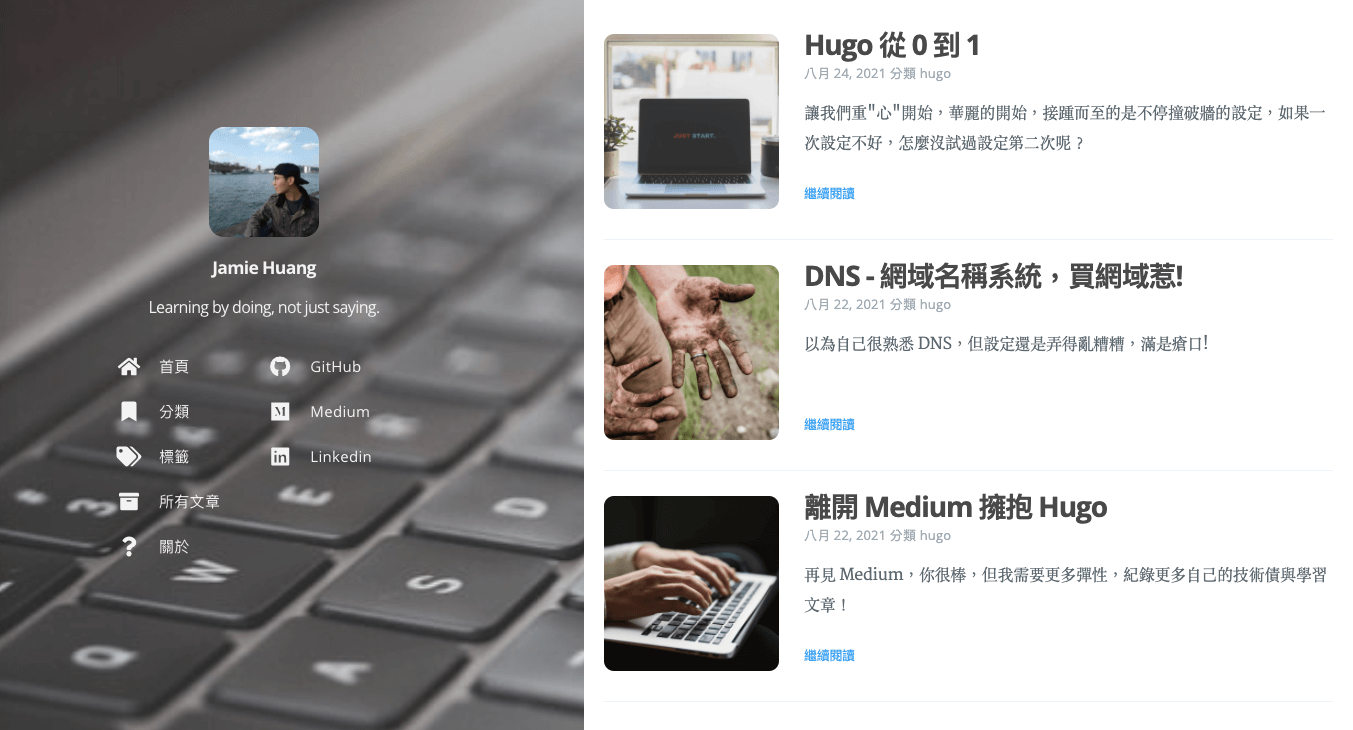 Jamie Huang
Learning by doing, not just saying.
首頁
分類
標籤
所有文章
關於
GitHub
Medium
Linkedin
JUST START.
Hugo 從 0 到 1
八月 24, 2021 分類 hugo
讓我們重"心"開始，華麗的開始，接踵而至的是不停撞破牆的設定，如果一
次設定不好，怎麼沒試過設定第二次呢？
繼續閱讀
DNS - 網域名稱系統，買網域惹!
八月 22, 2021 分類 hugo
以為自己很熟悉 DNS，但設定還是弄得亂糟糟，滿是瘡口!
繼續閱讀
離開 Medium 擁抱 Hugo
八月 22, 2021 分類 hugo
再見 Medium，你很棒，但我需要更多彈性，紀錄更多自己的技術債與學習
文章！
繼續閱讀
3
E
D
W
S
Q
A